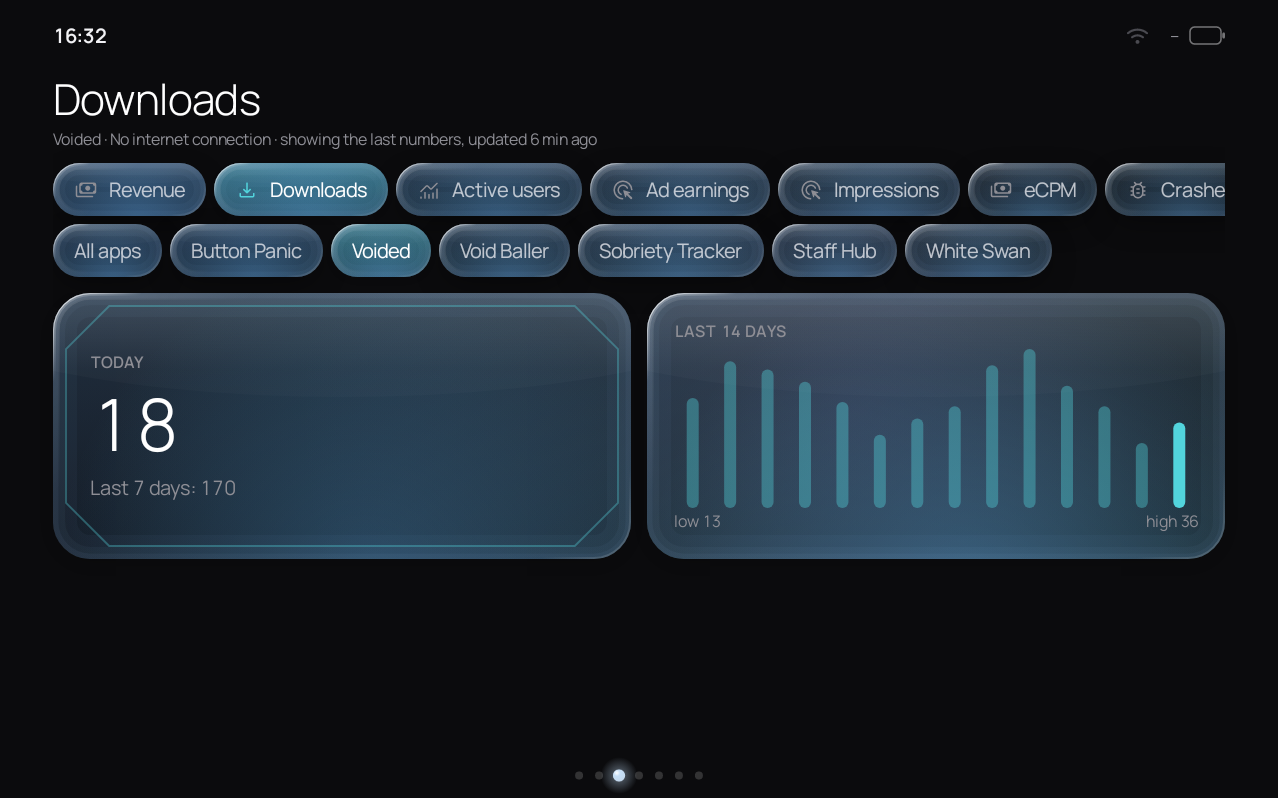 16:32
–
Downloads
Voided · No internet connection · showing the last numbers, updated 6 min ago
Revenue Downloads Active users Ad earnings Impressions eCPM Crashe
All apps Button Panic Voided Void Baller Sobriety Tracker Staff Hub White Swan
TODAY
18
Last 7 days: 170
LAST 14 DAYS
low 13 high 36